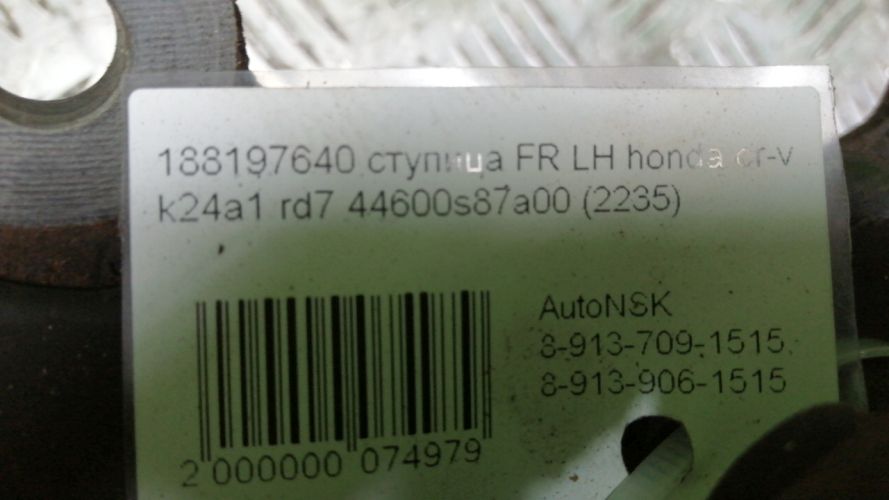 188197640 ступица FR LH honda cr-v
k24a1 rd7 44600s87a00 (2235)
AutoNSK
8-913-709-1515
8-913-906-1515
2 000000 074979